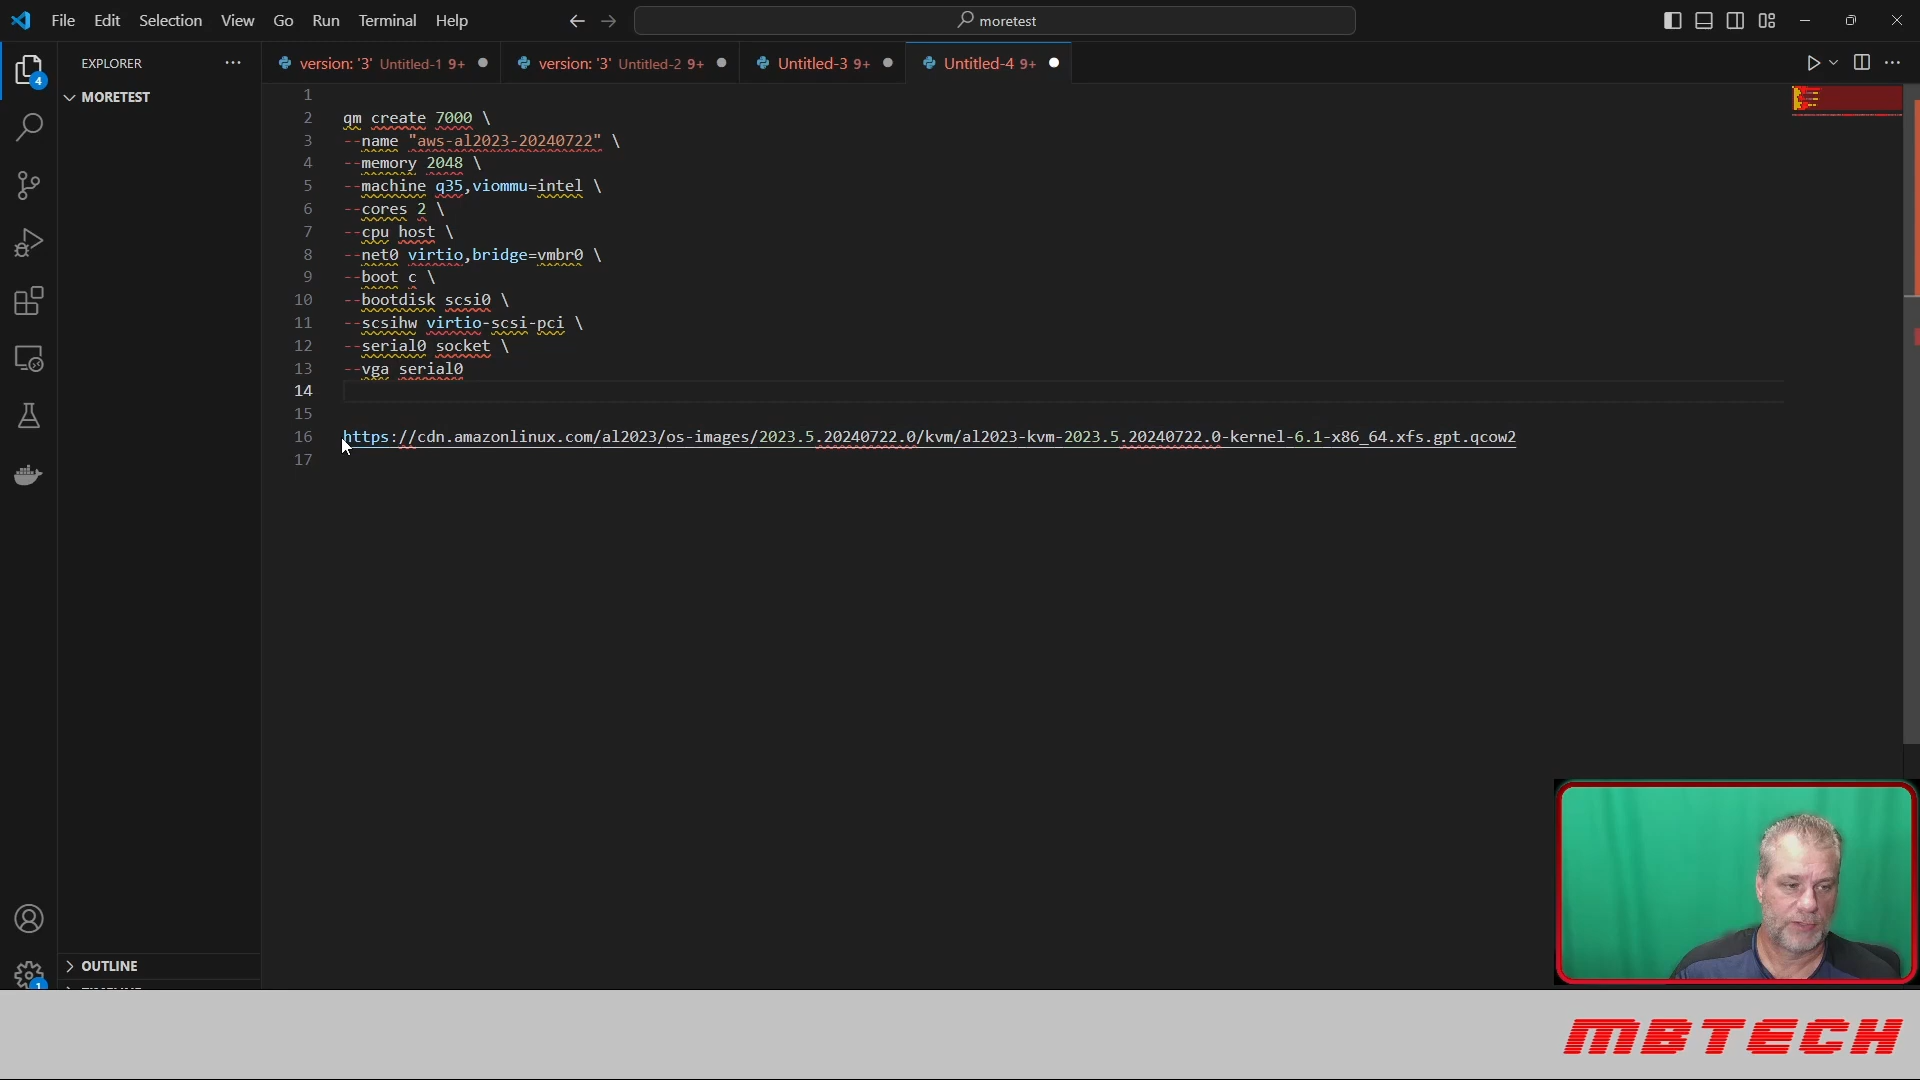 File Edit Selection View Go Run Terminal Help
moretest
EXPLORER
4
MORETEST
version: '3' Untitled-1 9+
version: '3' Untitled-2 9+
Untitled-3 9+
Untitled-4 9+
1
2 qm create 7000 \
3 --name "aws-al2023-20240722" \
4 --memory 2048 \
5 --machine q35,viommu=intel \
6 --cores 2 \
7 --cpu host \
8 --net0 virtio,bridge=vmbr0 \
9 --boot c \
10 --bootdisk scsi0 \
11 --scsihw virtio-scsi-pci \
12 --serial0 socket \
13 --vga serial0
14
15
16 https://cdn.amazonlinux.com/al2023/os-images/2023.5.20240722.0/kvm/al2023-kvm-2023.5.20240722.0-kernel-6.1-x86_64.xfs.gpt.qcow2
17
OUTLINE
1
MBTECH